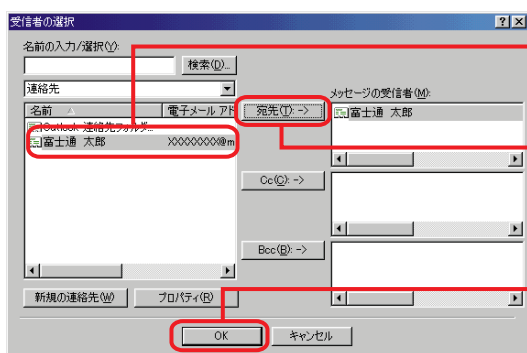 受信者の選択
名前の入力/選択(Y):
検索(D)...
連絡先
メッセージの受信者(M):
名前 電子メール アド
宛先(T): ->
富士通 太郎
Outlook 連絡先フォルダ...
富士通 太郎 XXXXXXXX@m
Cc(C): ->
Bcc(B): ->
新規の連絡先(W)
プロパティ(R)
OK
キャンセル